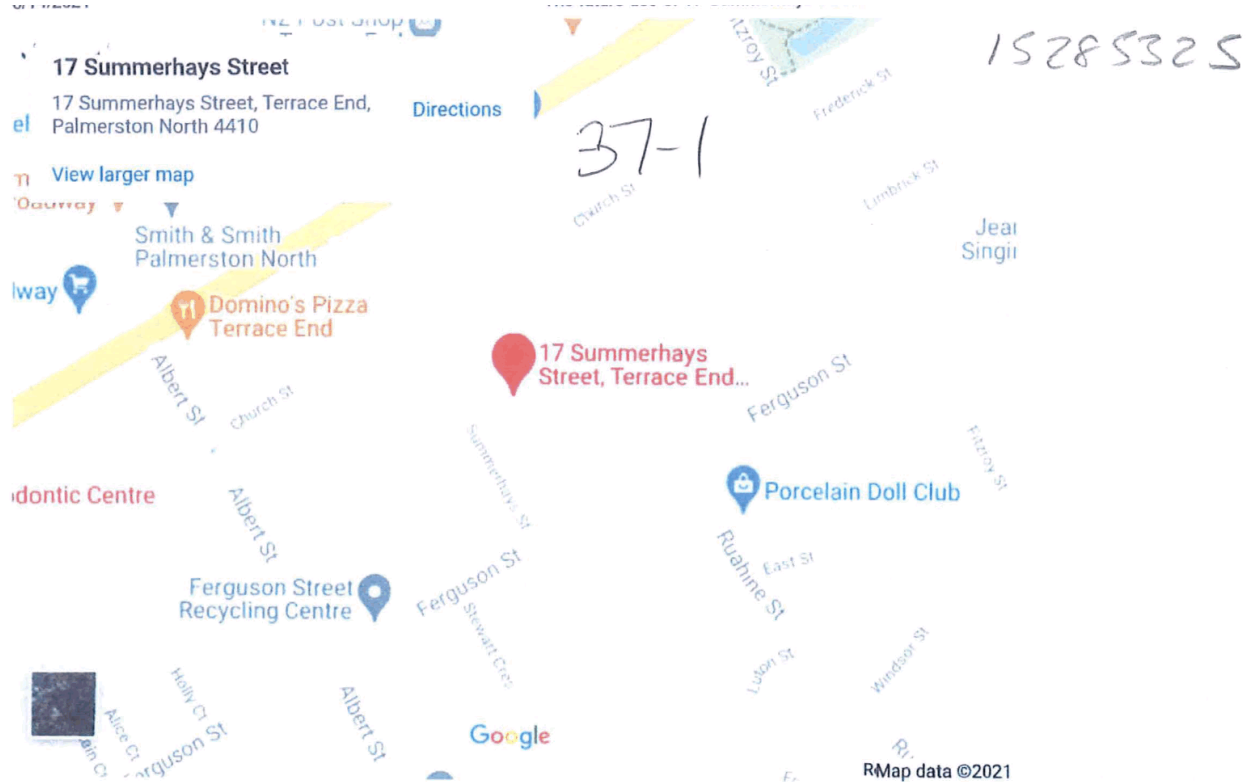 NZ Post Shop
15285325
17 Summerhays Street
17 Summerhays Street, Terrace End,
Palmerston North 4410
Directions
View larger map
37-1
Fitzroy St
Frederick St
Limbrick St
Church St
Smith & Smith
Palmerston North
Domino's Pizza
Terrace End
17 Summerhays
Street, Terrace End...
Albert St
Church St
Ferguson St
Summerhays St
Fitzroy St
Porcelain Doll Club
Albert St
Ruahine St
East St
Ferguson Street
Recycling Centre
Ferguson St
Stewart Cres
Luton St
Windsor St
Holly Ct
Alice Ct
Albert St
Google
Map data ©2021